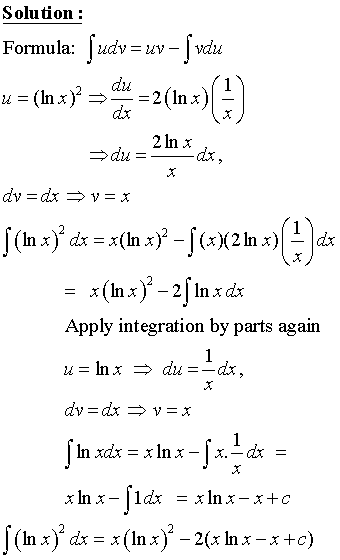 Solution :
Formula: ∫udv = uv − ∫vdu
u = (ln x)² ⇒ du/dx = 2(ln x)(1/x)
⇒ du = (2 ln x)/x dx,
dv = dx ⇒ v = x
∫(ln x)² dx = x(ln x)² − ∫(x)(2 ln x)(1/x)dx
= x(ln x)² − 2∫ln x dx
Apply integration by parts again
u = ln x ⇒ du = 1/x dx,
dv = dx ⇒ v = x
∫ln xdx = x ln x − ∫x.1/x dx =
x ln x − ∫1dx = x ln x − x + c
∫(ln x)² dx = x(ln x)² − 2(x ln x − x + c)